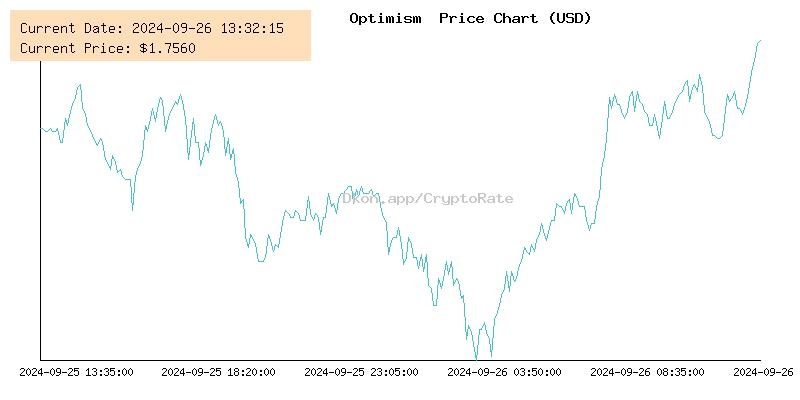 Optimism  Price Chart (USD)
Current Date: 2024-09-26 13:32:15
Current Price: $1.7560
Dkon.app/CryptoRate
2024-09-25 13:35:00 2024-09-25 18:20:00 2024-09-25 23:05:00 2024-09-26 03:50:00 2024-09-26 08:35:00 2024-09-26